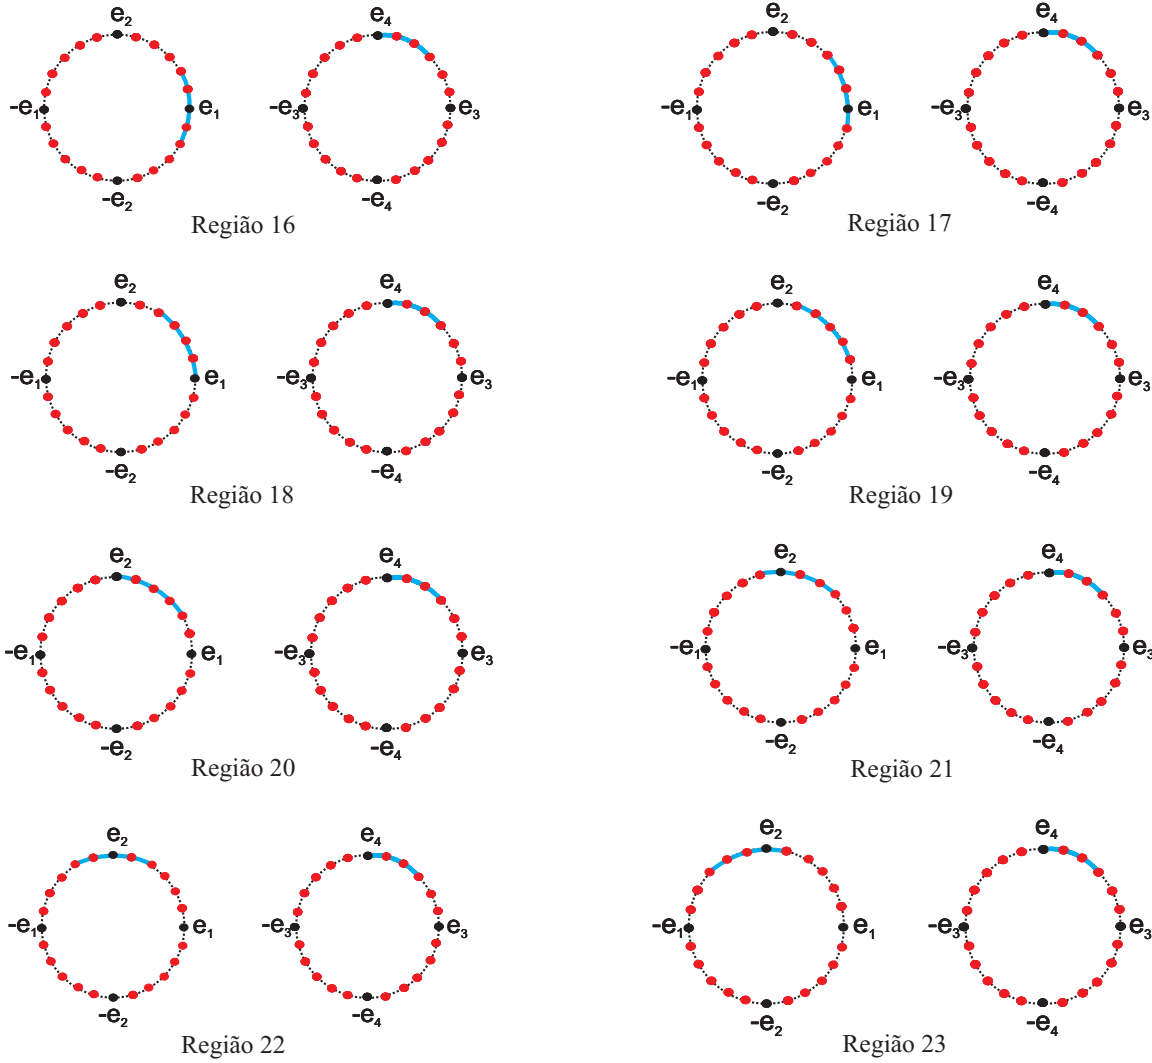 e2 e4
-e1 e1 -e3 e3
-e2 -e4
Região 16
e2 e4
-e1 e1 -e3 e3
-e2 -e4
Região 17
e2 e4
-e1 e1 -e3 e3
-e2 -e4
Região 18
e2 e4
-e1 e1 -e3 e3
-e2 -e4
Região 19
e2 e4
-e1 e1 -e3 e3
-e2 -e4
Região 20
e2 e4
-e1 e1 -e3 e3
-e2 -e4
Região 21
e2 e4
-e1 e1 -e3 e3
-e2 -e4
Região 22
e2 e4
-e1 e1 -e3 e3
-e2 -e4
Região 23